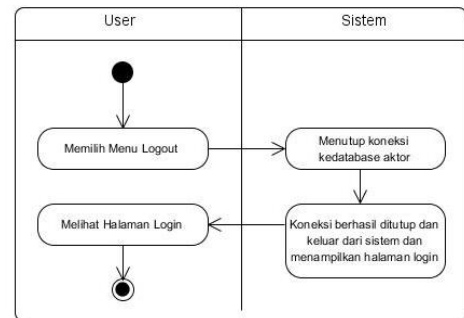 User
Sistem
Memilih Menu Logout
Menutup koneksi
kedatabase aktor
Melihat Halaman Login
Koneksi berhasil ditutup dan
keluar dari sistem dan
menampilkan halaman login